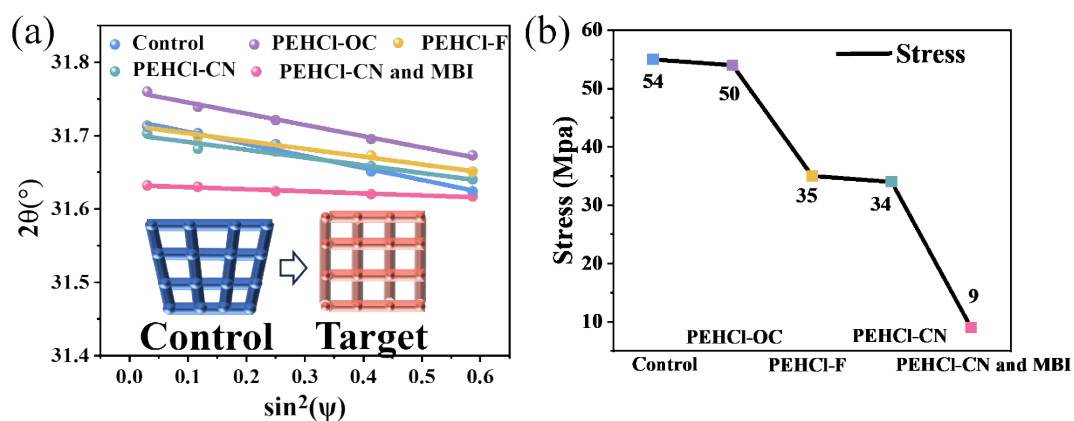 (a)
Control
PEHCl-OC
PEHCl-F
PEHCl-CN
PEHCl-CN and MBI
31.8
31.7
31.6
31.5
31.4
2θ(°)
Control
Target
0.0 0.1 0.2 0.3 0.4 0.5 0.6
sin²(ψ)
(b)
Stress
60
50
40
30
20
10
Stress (Mpa)
54
50
35
34
9
PEHCl-OC
PEHCl-CN
Control
PEHCl-F
PEHCl-CN and MBI